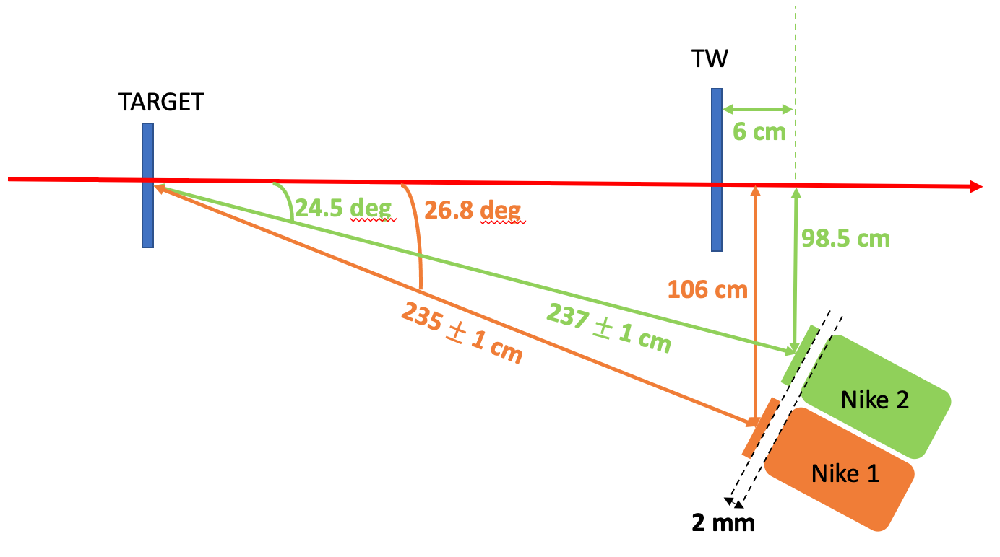 TW
TARGET
6 cm
24.5 deg
26.8 deg
98.5 cm
106 cm
235 ± 1 cm
237 ± 1 cm
Nike 2
Nike 1
2 mm